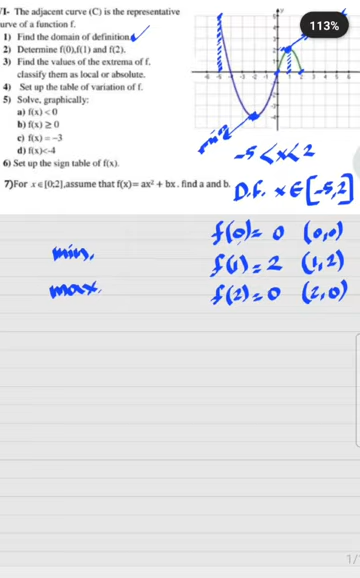 VI- The adjacent curve (C) is the representative
curve of a function f.
1) Find the domain of definition.
2) Determine f(0),f(1) and f(2).
3) Find the values of the extrema of f.
classify them as local or absolute.
4) Set up the table of variation of f.
5) Solve, graphically:
a) f(x) < 0
b) f(x) ≥ 0
c) f(x) = -3
d) f(x)<-4
6) Set up the sign table of f(x).
7)For x∈[0;2],assume that f(x)= ax² + bx. find a and b.
113%
-5 < x < 2
D.f. x ∈ [-5,2]
f(0) = 0 (0,0)
min.
f(1) = 2 (1,2)
max.
f(2) = 0 (2,0)